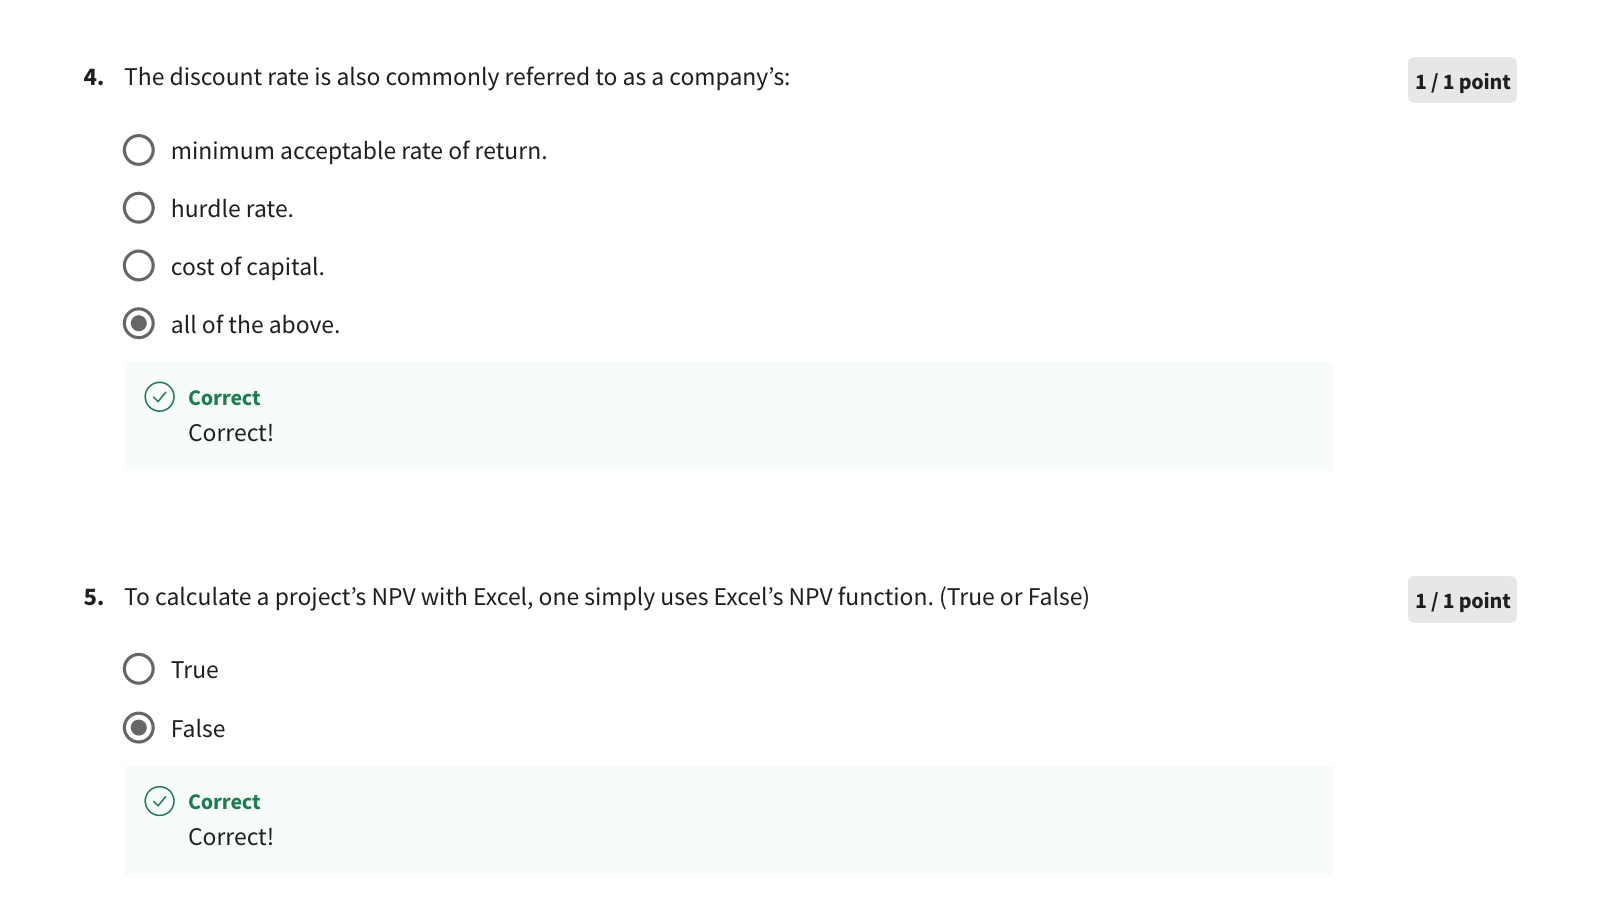 4. The discount rate is also commonly referred to as a company’s:
1 / 1 point
minimum acceptable rate of return.
hurdle rate.
cost of capital.
all of the above.
Correct
Correct!
5. To calculate a project’s NPV with Excel, one simply uses Excel’s NPV function. (True or False)
1 / 1 point
True
False
Correct
Correct!